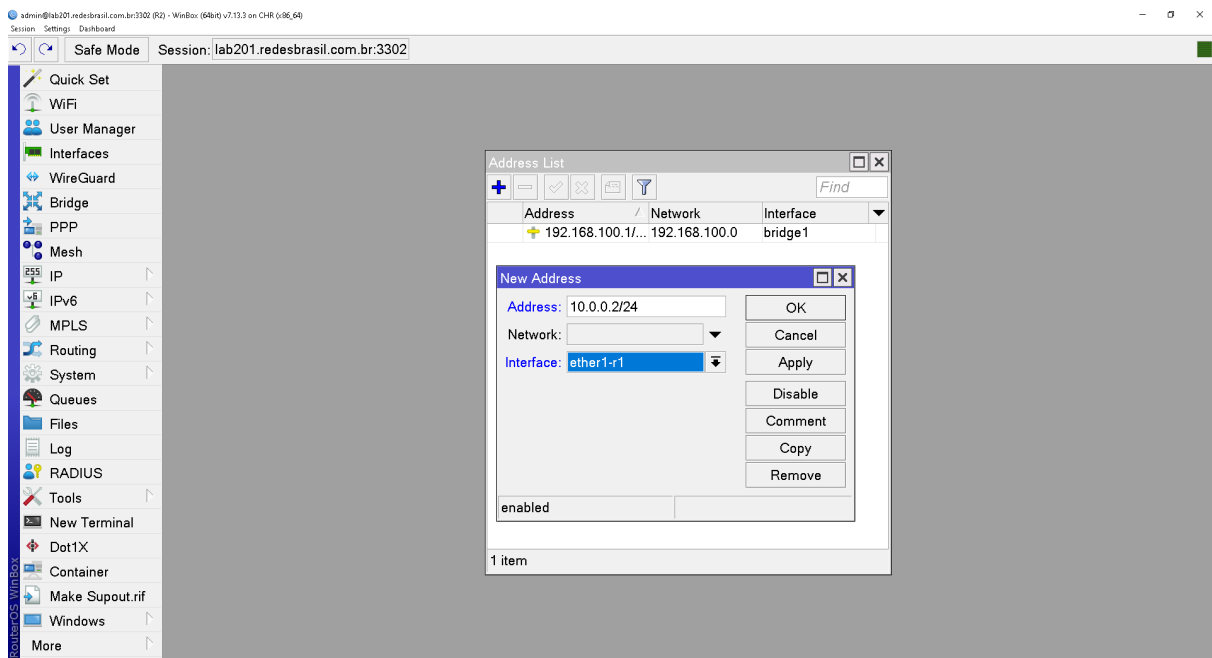 admin@lab201.redesbrasil.com.br:3302 (R2) - WinBox (64bit) v7.13.3 on CHR (x86_64)
Session Settings Dashboard
Safe Mode Session: lab201.redesbrasil.com.br:3302
Quick Set
WiFi
User Manager
Interfaces
WireGuard
Bridge
PPP
Mesh
255 IP
v6 IPv6
MPLS
Routing
System
Queues
Files
Log
RADIUS
Tools
New Terminal
Dot1X
Container
Make Supout.rif
Windows
More
RouterOS WinBox
Address List
Find
Address Network Interface
192.168.100.1/... 192.168.100.0 bridge1
New Address
Address: 10.0.0.2/24
Network:
Interface: ether1-r1
OK
Cancel
Apply
Disable
Comment
Copy
Remove
enabled
1 item